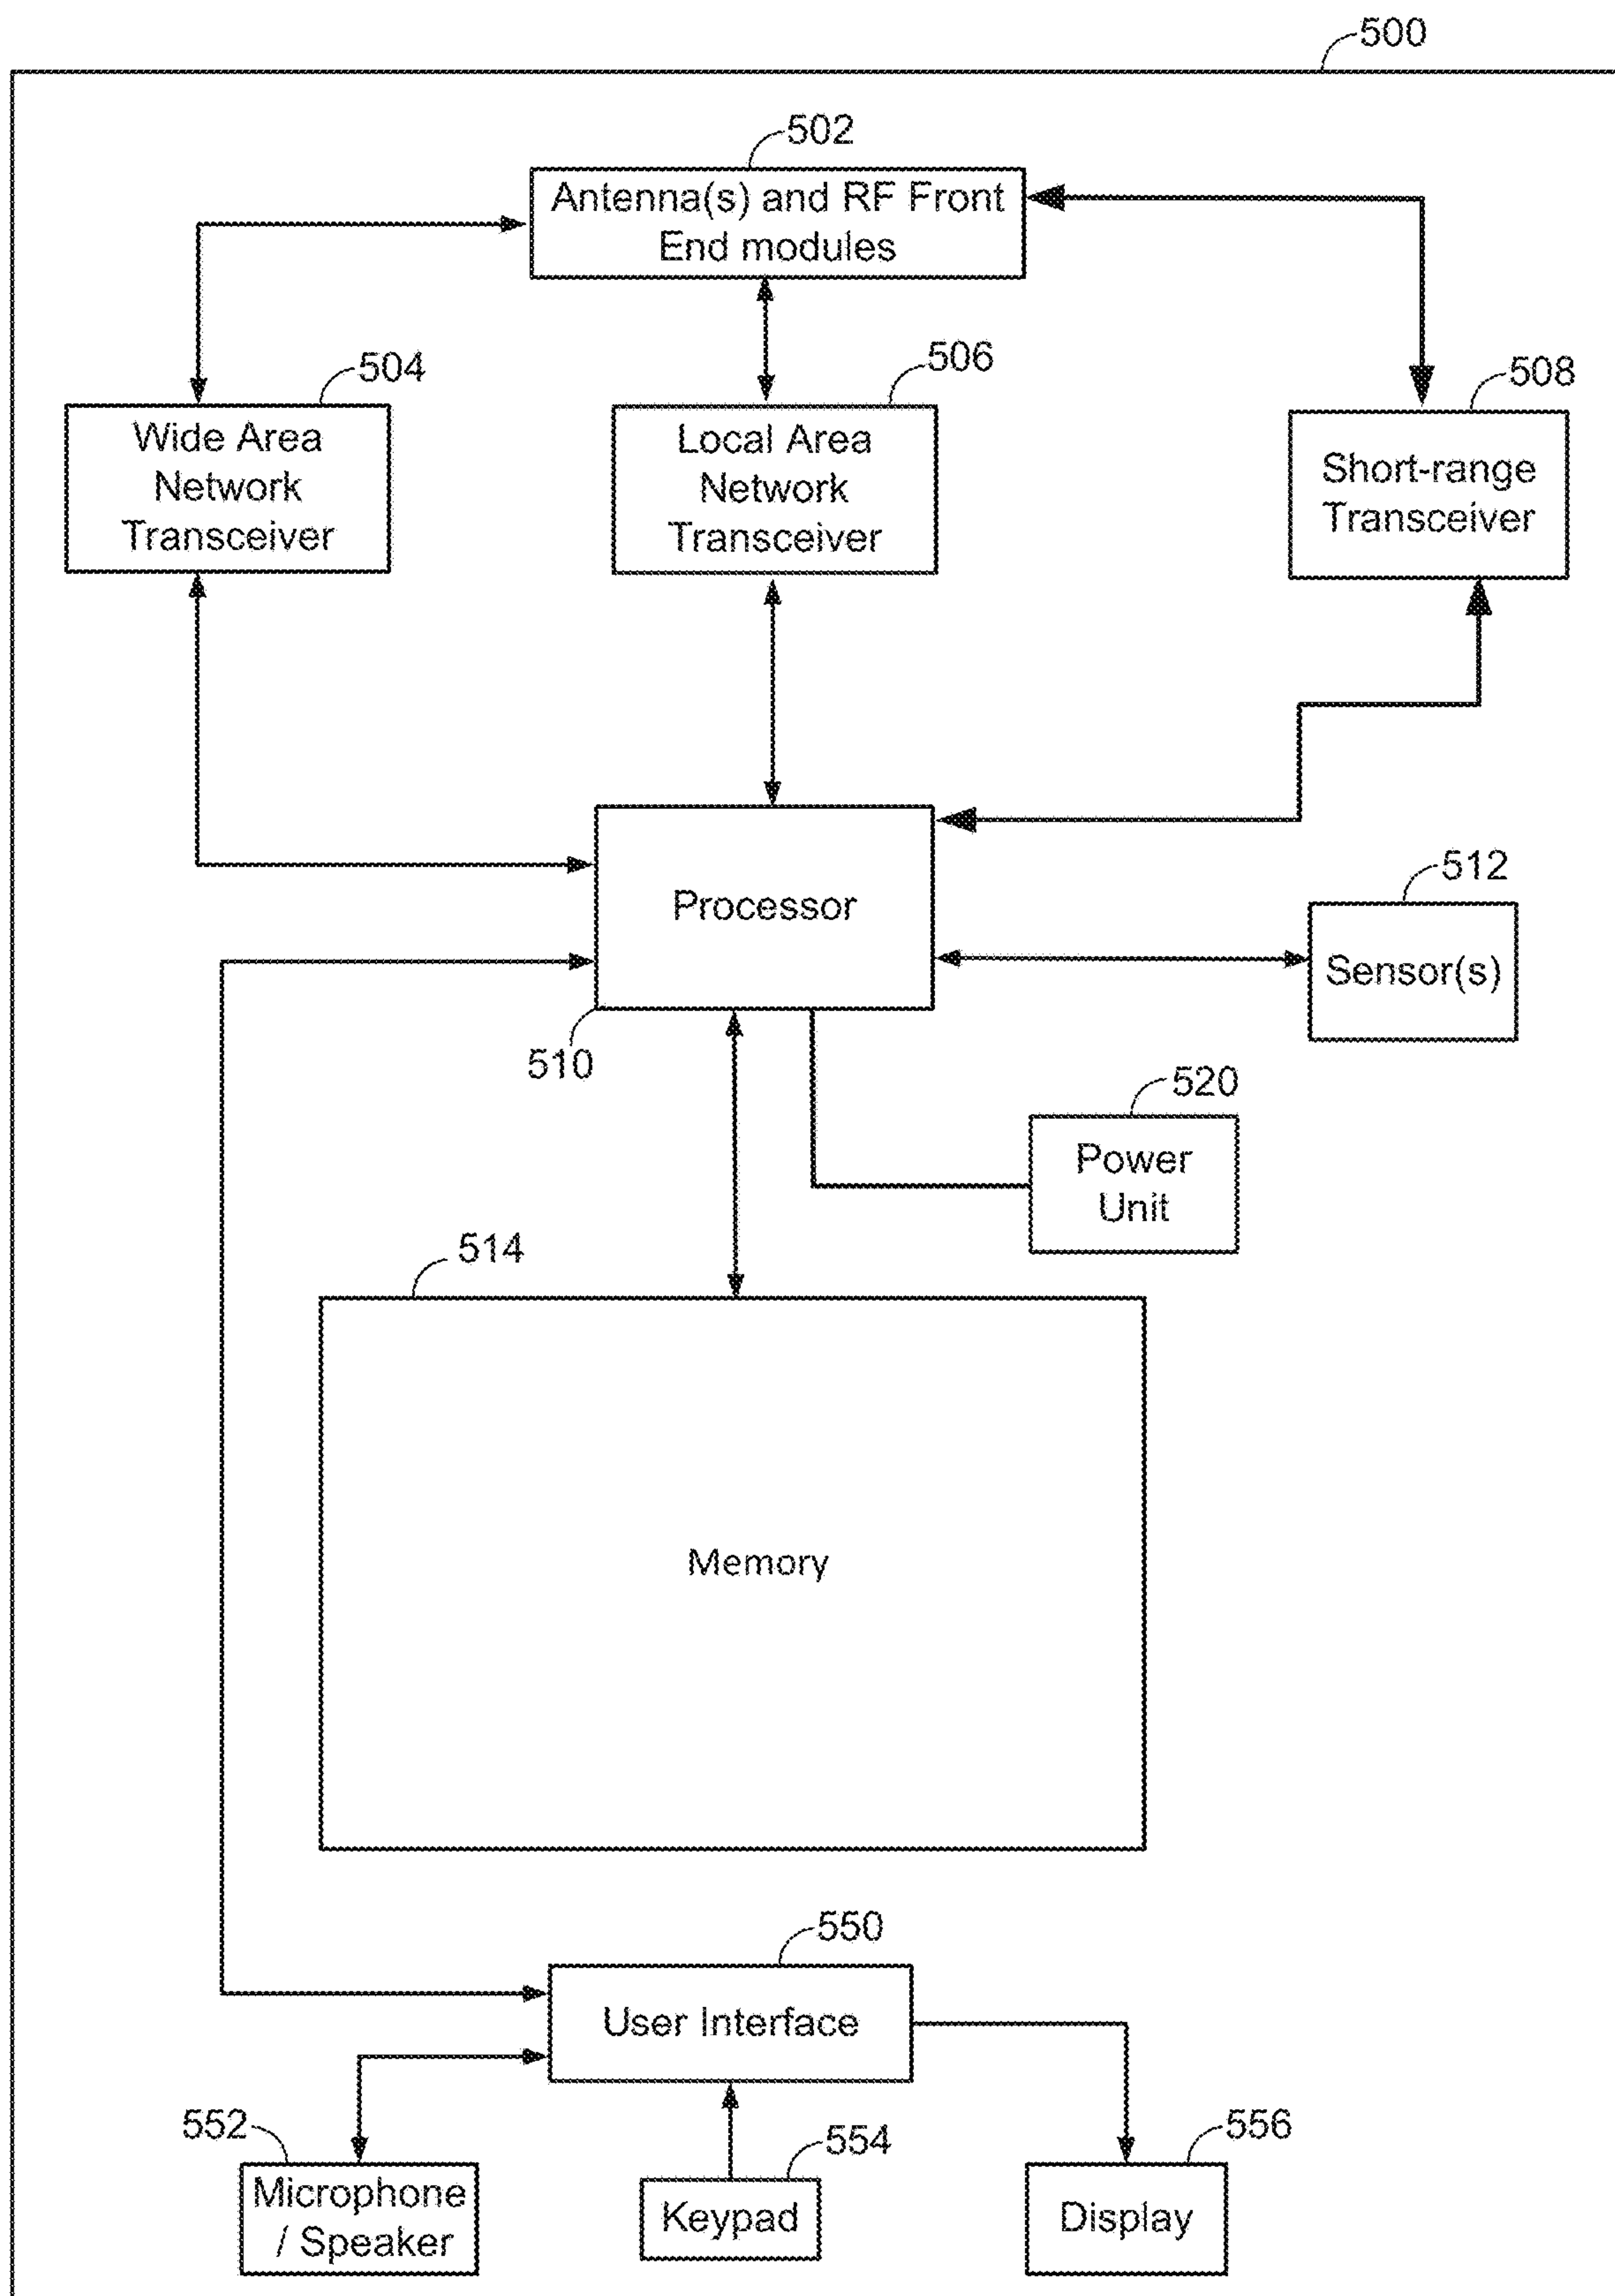 500
502
Antenna(s) and RF Front
End modules
504
Wide Area
Network
Transceiver
506
Local Area
Network
Transceiver
508
Short-range
Transceiver
Processor
510
512
Sensor(s)
520
Power
Unit
514
Memory
550
User Interface
552
Microphone
/ Speaker
554
Keypad
556
Display